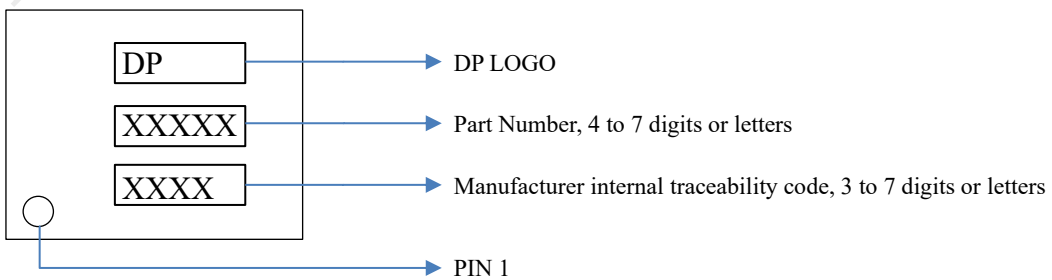 DP DP LOGO
XXXXX Part Number, 4 to 7 digits or letters
XXXX Manufacturer internal traceability code, 3 to 7 digits or letters
PIN 1